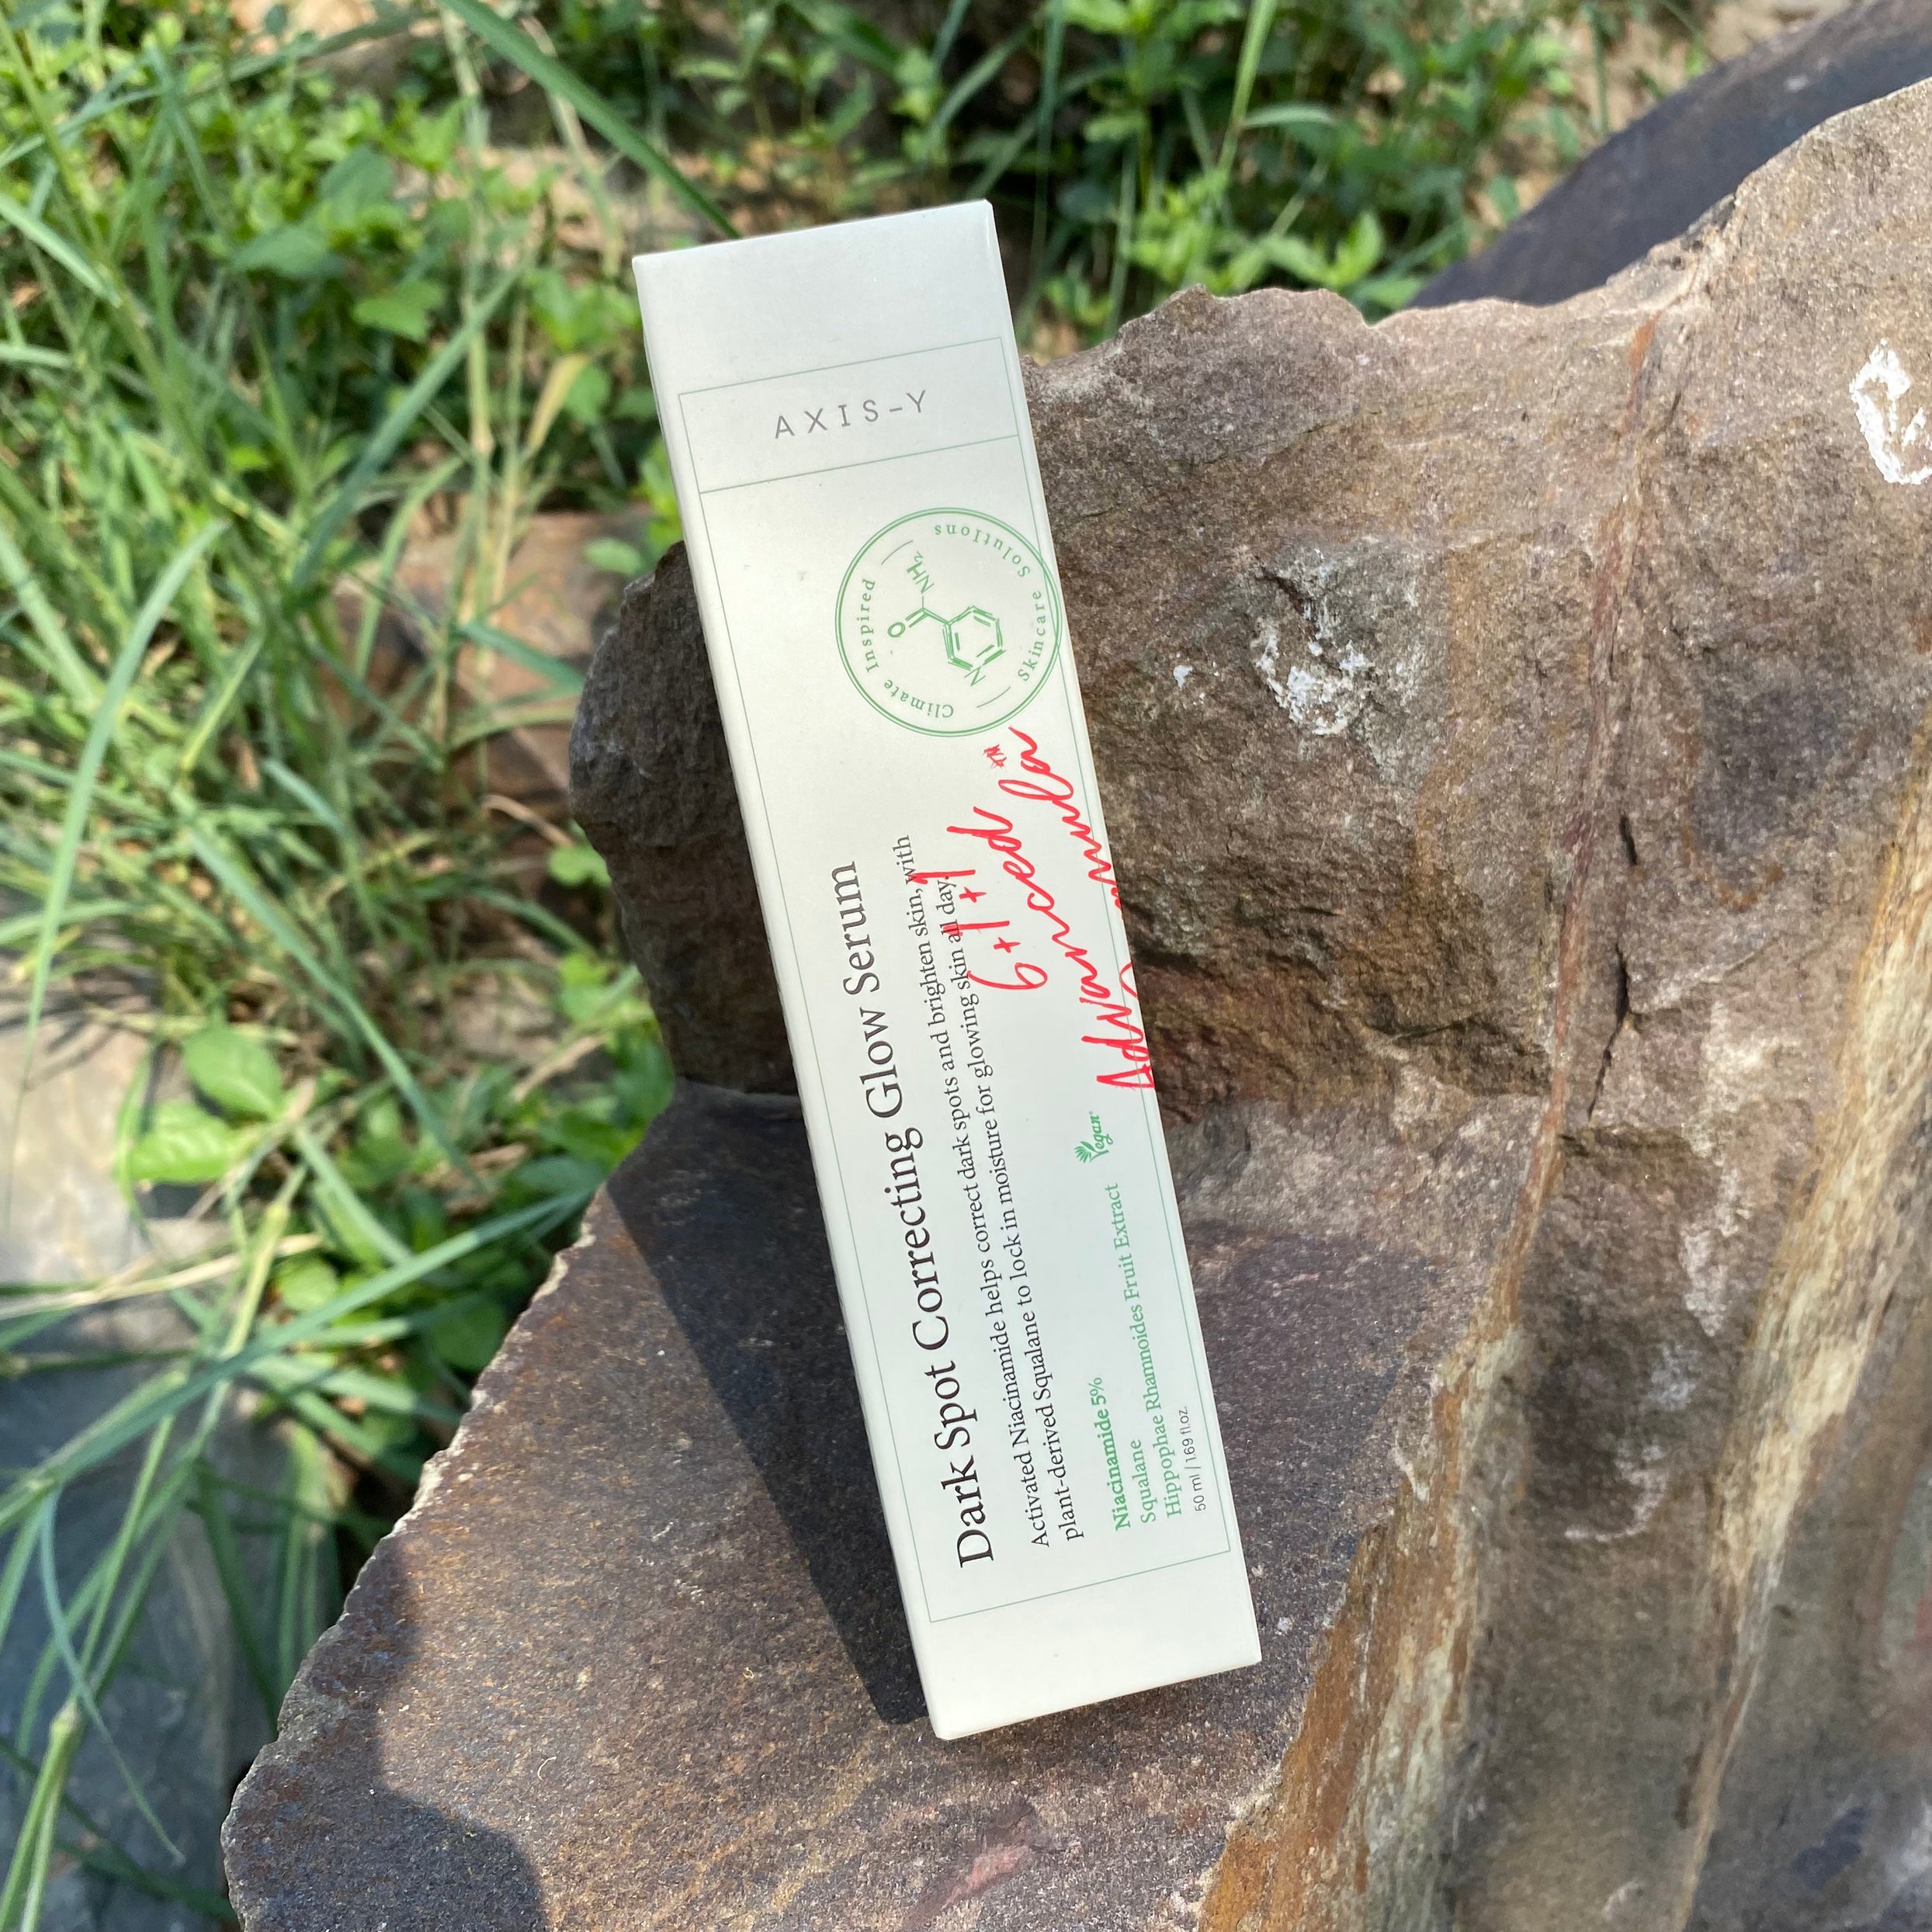 AXIS-Y
Climate Inspired
Skincare Solutions
NH₂
O
N
Dark Spot Correcting Glow Serum
Activated Niacinamide helps correct dark spots and brighten skin, with
plant-derived Squalane to lock in moisture for glowing skin all day.
6+1+1
Advanced
Formula™
Niacinamide 5%
Squalane
Hippophae Rhamnoides Fruit Extract
Vegan
50 ml / 1.69 fl.oz.